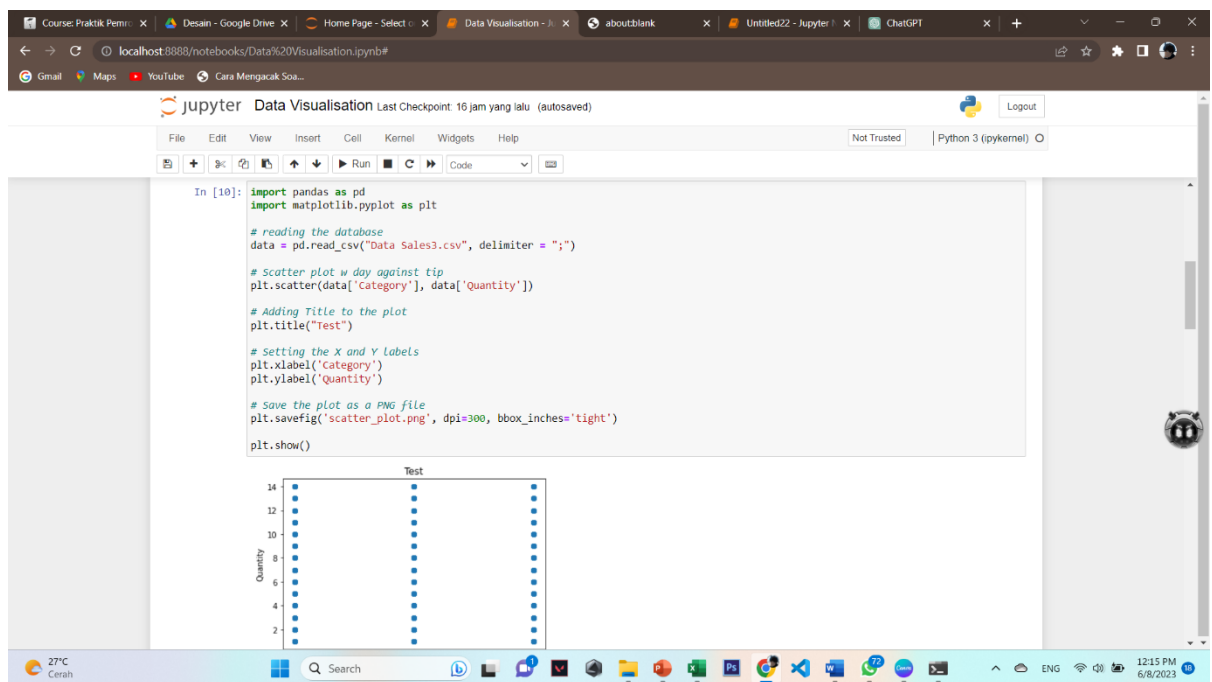 Course: Praktik Pemro
Desain - Google Drive
Home Page - Select o
Data Visualisation - Ju
about:blank
Untitled22 - Jupyter N
ChatGPT
localhost:8888/notebooks/Data%20Visualisation.ipynb#
Gmail Maps YouTube Cara Mengacak Soa...
jupyter Data Visualisation Last Checkpoint: 16 jam yang lalu (autosaved)
Logout
File Edit View Insert Cell Kernel Widgets Help
Not Trusted Python 3 (ipykernel)
Run Code
In [10]: import pandas as pd
import matplotlib.pyplot as plt
# reading the database
data = pd.read_csv("Data Sales3.csv", delimiter = ";")
# Scatter plot w day against tip
plt.scatter(data['Category'], data['Quantity'])
# Adding Title to the plot
plt.title("Test")
# Setting the X and Y labels
plt.xlabel('Category')
plt.ylabel('Quantity')
# Save the plot as a PNG file
plt.savefig('scatter_plot.png', dpi=300, bbox_inches='tight')
plt.show()
Test
14
12
10
8
6
4
2
Quantity
27°C
Cerah
Search
72
ENG
12:15 PM
6/8/2023
18